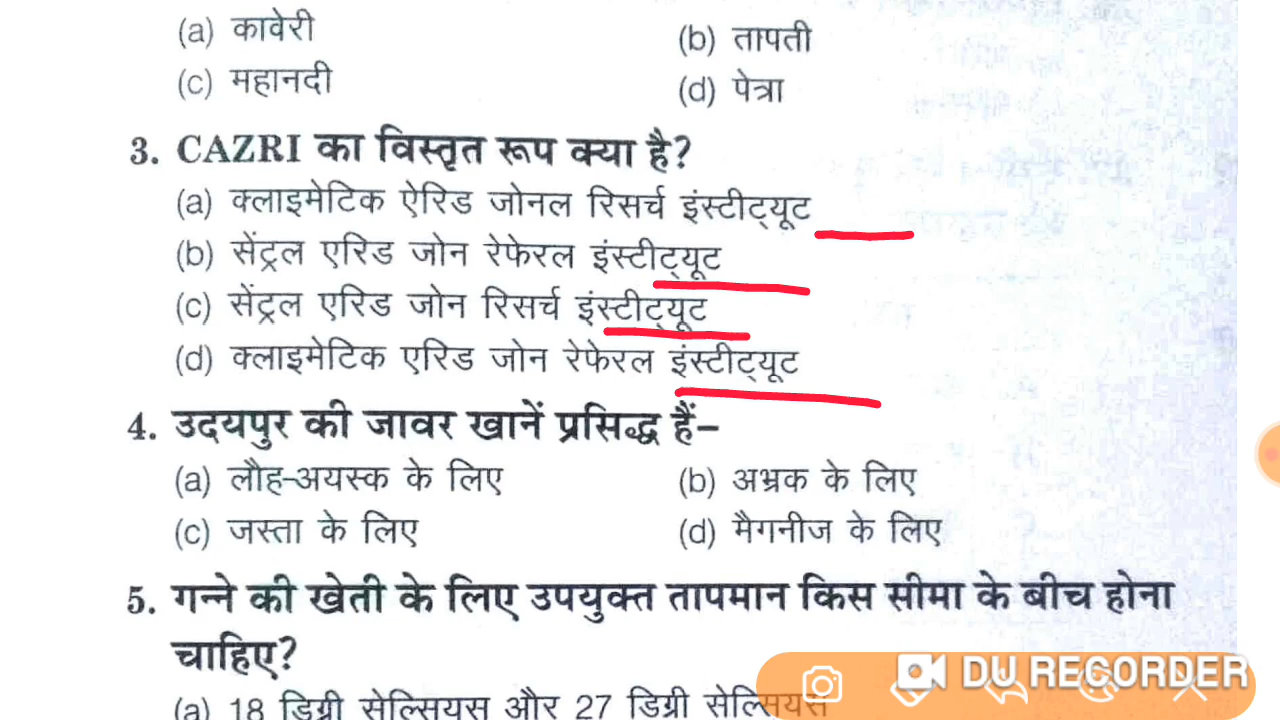 (a) कावेरी (b) तापती
(c) महानदी (d) पेत्रा
3. CAZRI का विस्तृत रूप क्या है?
(a) क्लाइमेटिक ऐरिड जोनल रिसर्च इंस्टीट्यूट
(b) सेंट्रल एरिड जोन रेफेरल इंस्टीट्यूट
(c) सेंट्रल एरिड जोन रिसर्च इंस्टीट्यूट
(d) क्लाइमेटिक एरिड जोन रेफेरल इंस्टीट्यूट
4. उदयपुर की जावर खानें प्रसिद्ध हैं–
(a) लौह-अयस्क के लिए (b) अभ्रक के लिए
(c) जस्ता के लिए (d) मैगनीज के लिए
5. गन्ने की खेती के लिए उपयुक्त तापमान किस सीमा के बीच होना
चाहिए?
(a) 18 डिग्री सेल्सियस और 27 डिग्री सेल्सियस
DU RECORDER